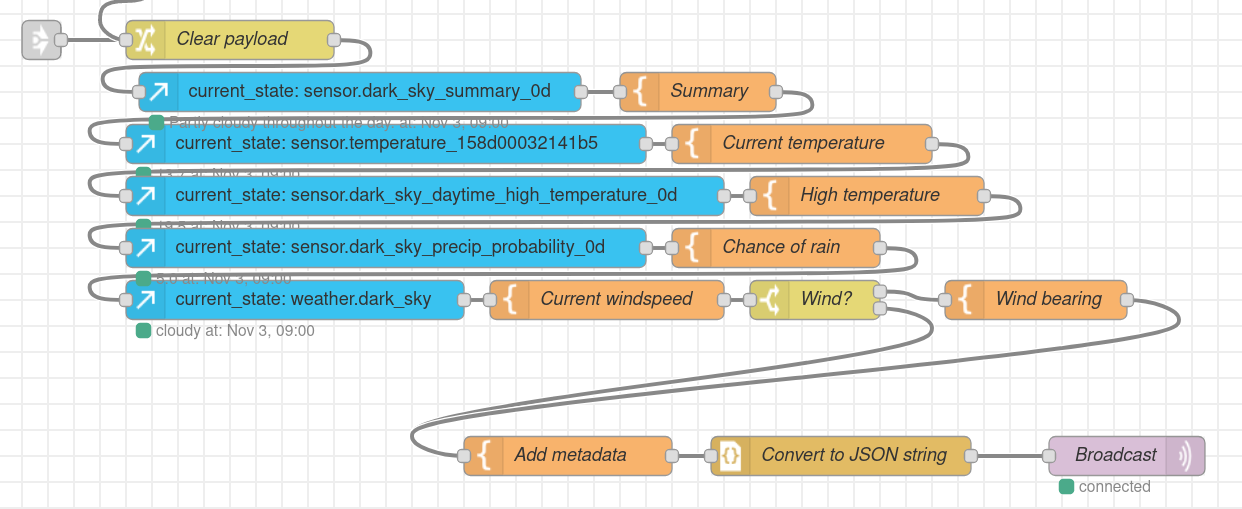 Clear payload
current_state: sensor.dark_sky_summary_0d
Summary
Partly cloudy throughout the day. at: Nov 3, 09:00
current_state: sensor.temperature_158d00032141b5
Current temperature
at: Nov 3, 09:00
current_state: sensor.dark_sky_daytime_high_temperature_0d
High temperature
at: Nov 3, 09:00
current_state: sensor.dark_sky_precip_probability_0d
Chance of rain
5.0 at: Nov 3, 09:00
current_state: weather.dark_sky
Current windspeed
Wind?
Wind bearing
cloudy at: Nov 3, 09:00
Add metadata
Convert to JSON string
Broadcast
connected